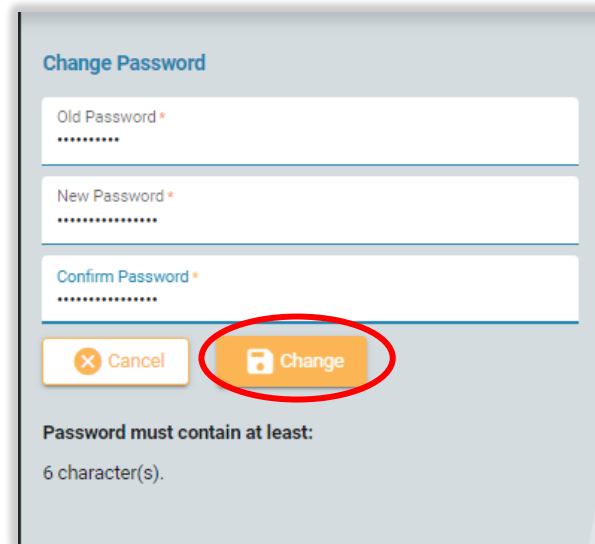 Change Password
Old Password *
••••••••••
New Password *
••••••••••••••••
Confirm Password *
••••••••••••••••
Cancel Change
Password must contain at least:
6 character(s).